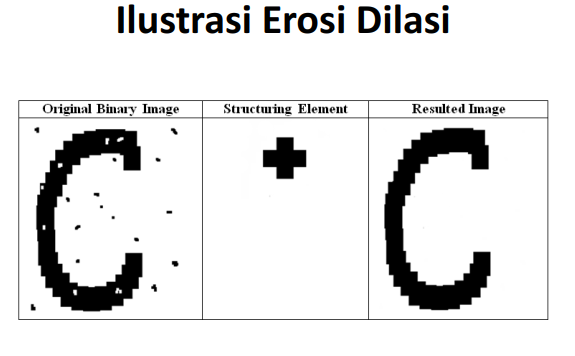 Ilustrasi Erosi Dilasi
Original Binary Image
Structuring Element
Resulted Image